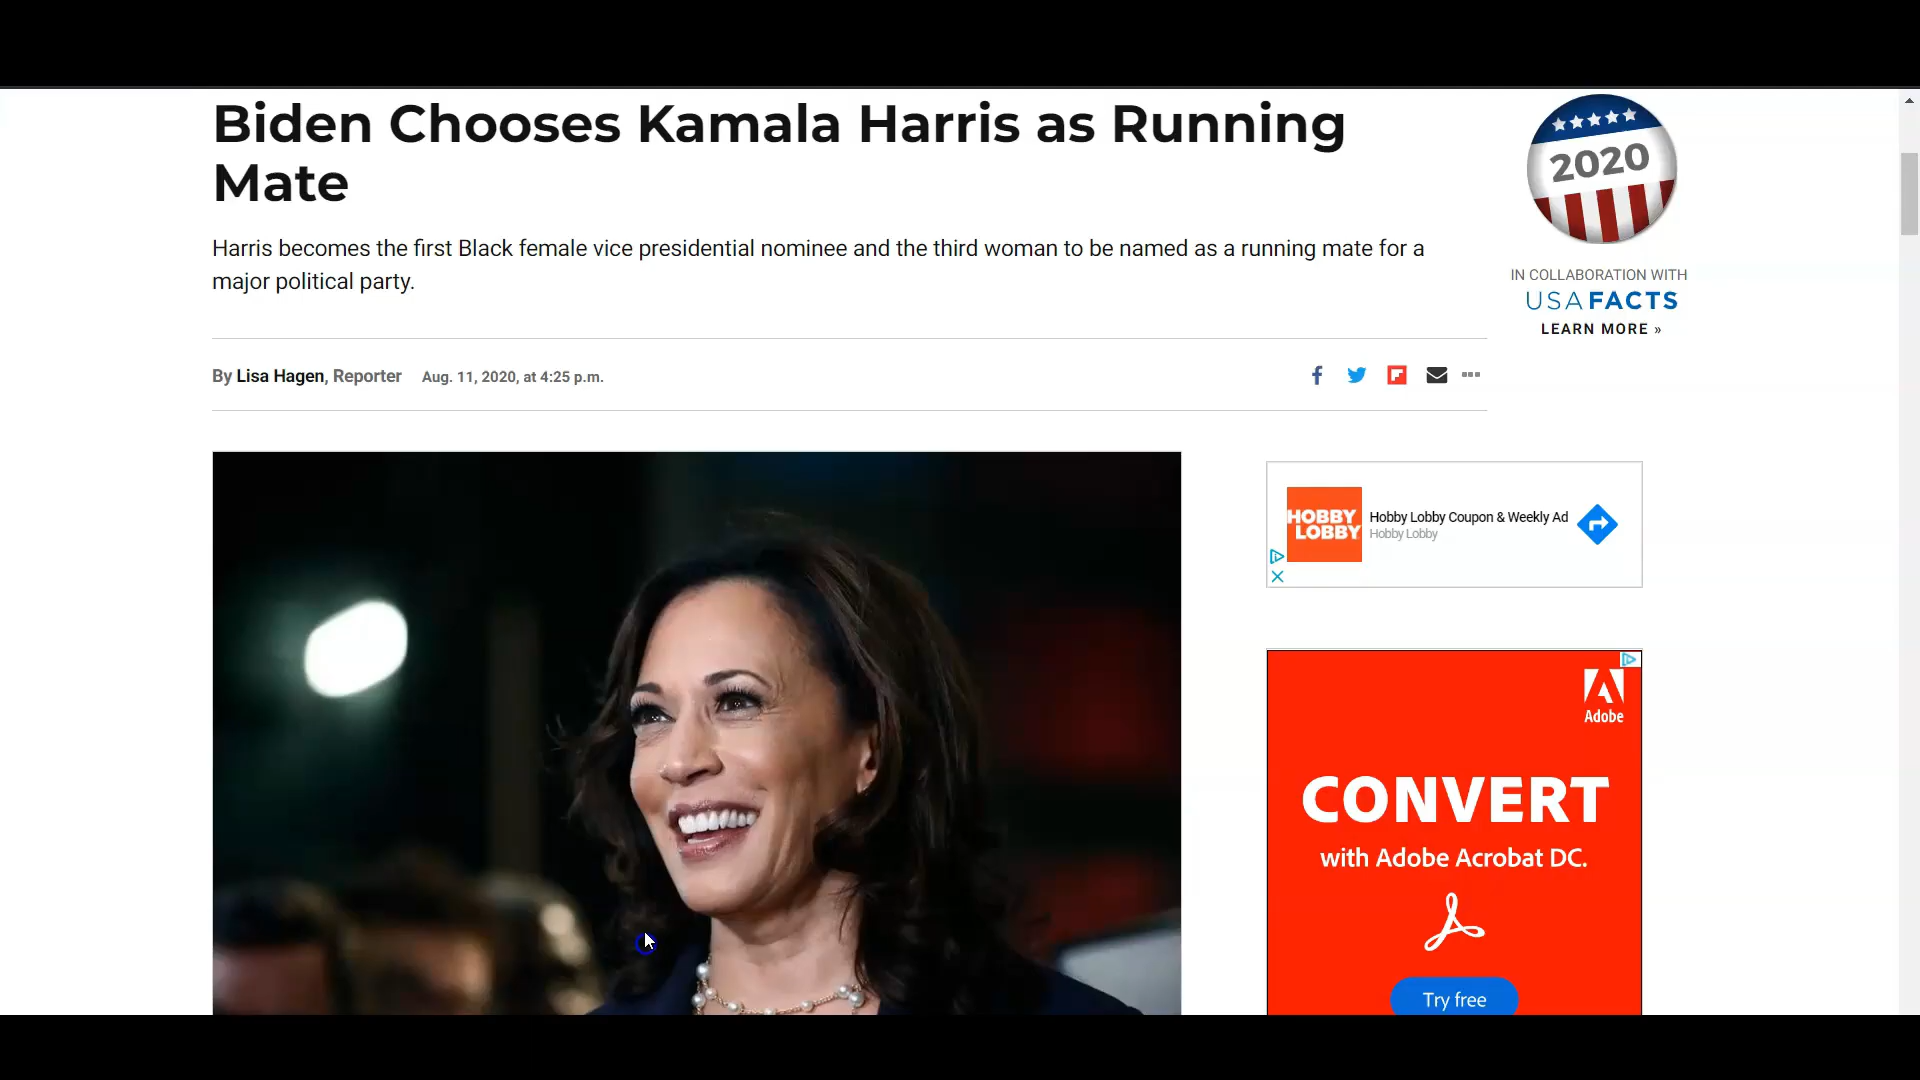 Biden Chooses Kamala Harris as Running
Mate
Harris becomes the first Black female vice presidential nominee and the third woman to be named as a running mate for a
major political party.
By Lisa Hagen, Reporter Aug. 11, 2020, at 4:25 p.m.
2020
IN COLLABORATION WITH
USAFACTS
LEARN MORE »
HOBBY
LOBBY
Hobby Lobby Coupon & Weekly Ad
Hobby Lobby
Adobe
CONVERT
with Adobe Acrobat DC.
Try free